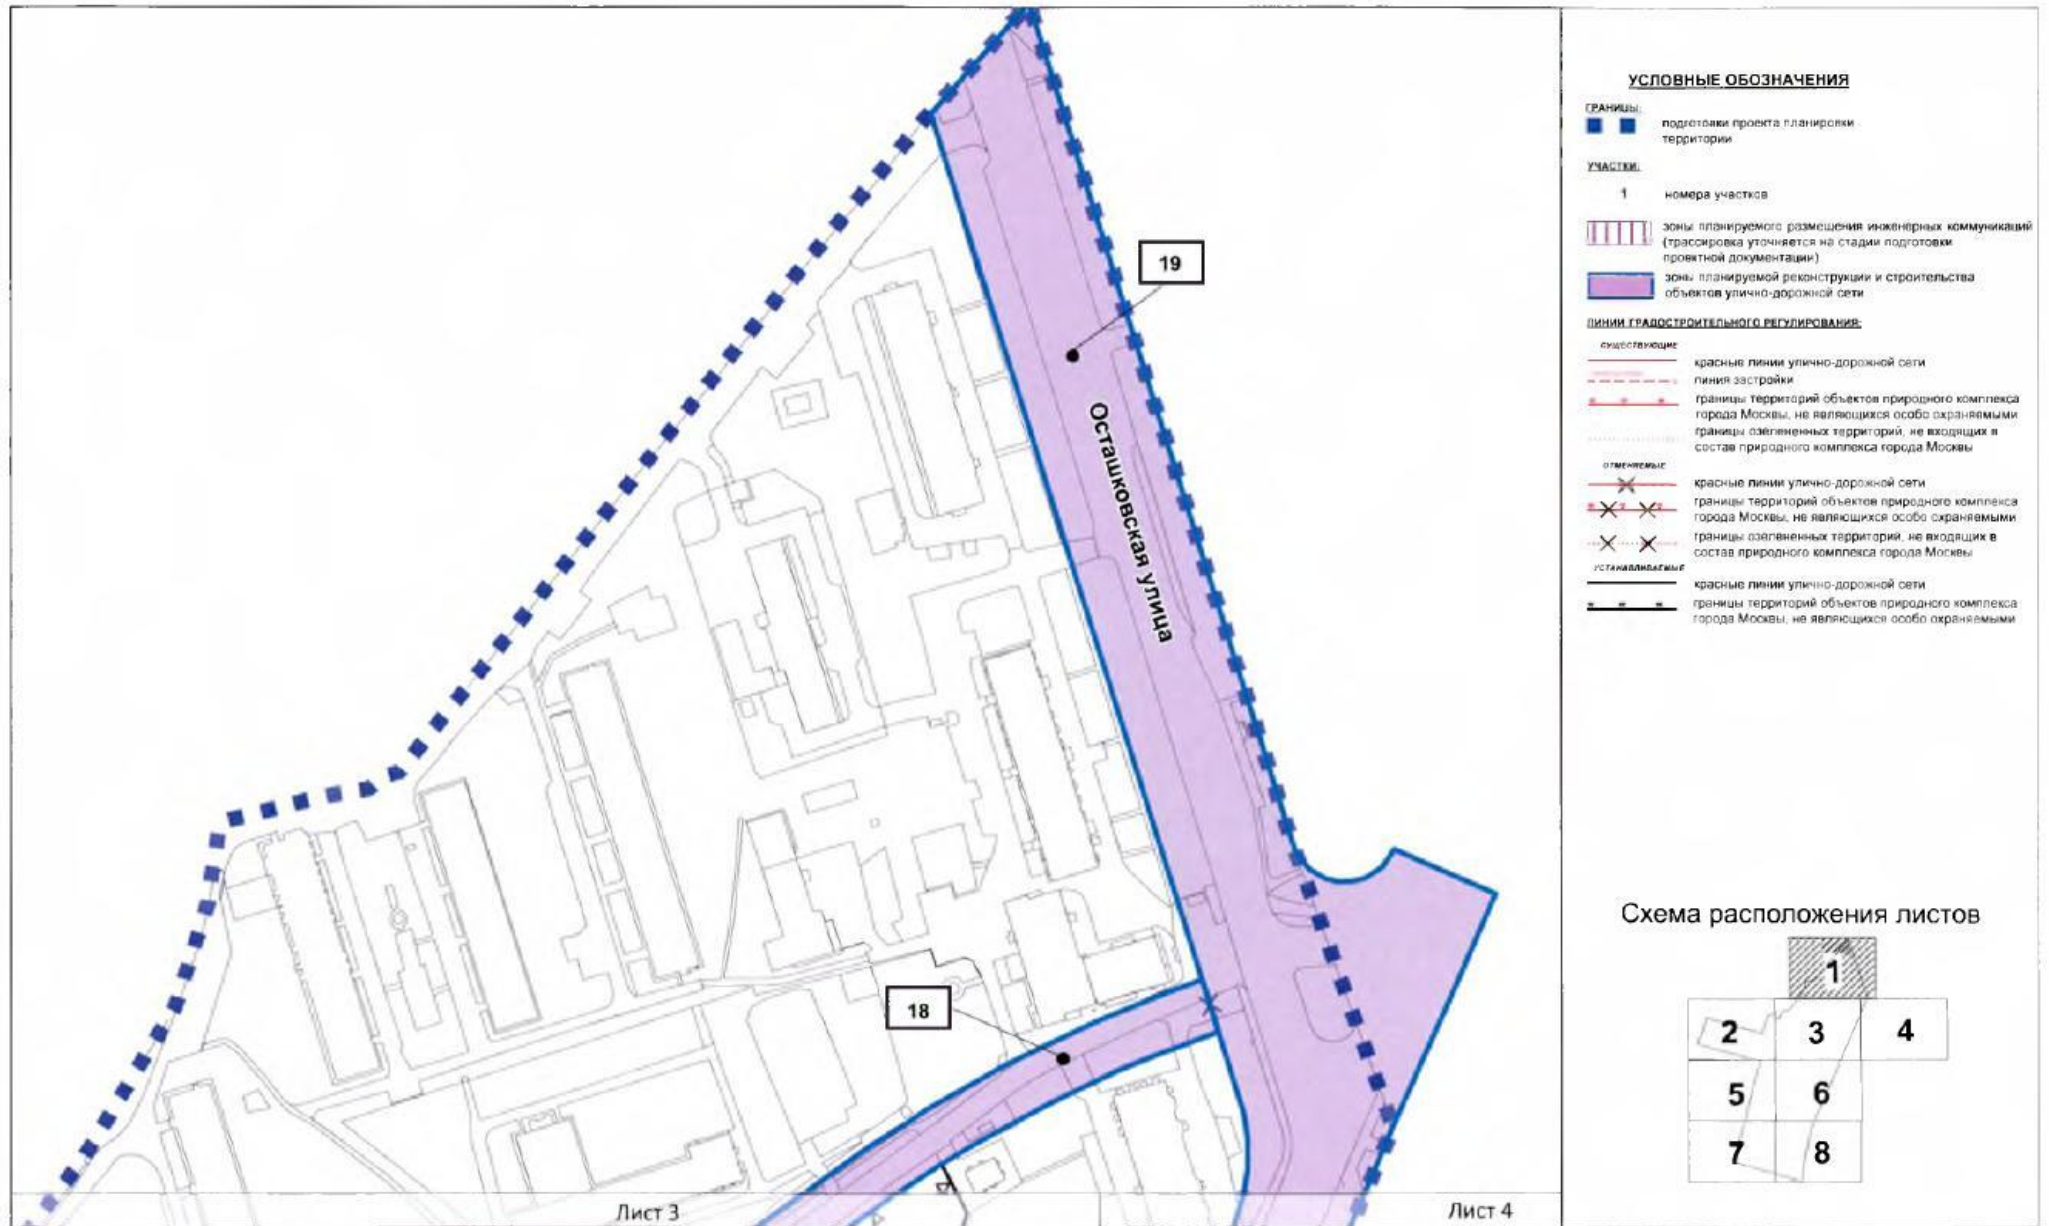 19
Осташковская улица
18
Лист 3
Лист 4
УСЛОВНЫЕ ОБОЗНАЧЕНИЯ
ГРАНИЦЫ:
подготовки проекта планировки
территории
УЧАСТКИ:
1 номера участков
зоны планируемого размещения инженерных коммуникаций
(трассировка уточняется на стадии подготовки
проектной документации)
зоны планируемой реконструкции и строительства
объектов улично-дорожной сети
ЛИНИИ ГРАДОСТРОИТЕЛЬНОГО РЕГУЛИРОВАНИЯ:
СУЩЕСТВУЮЩИЕ
красные линии улично-дорожной сети
линия застройки
границы территорий объектов природного комплекса
города Москвы, не являющихся особо охраняемыми
границы озелененных территорий, не входящих в
состав природного комплекса города Москвы
ОТМЕНЯЕМЫЕ
красные линии улично-дорожной сети
границы территорий объектов природного комплекса
города Москвы, не являющихся особо охраняемыми
границы озелененных территорий, не входящих в
состав природного комплекса города Москвы
УСТАНАВЛИВАЕМЫЕ
красные линии улично-дорожной сети
границы территорий объектов природного комплекса
города Москвы, не являющихся особо охраняемыми
Схема расположения листов
1
2 3 4
5 6
7 8